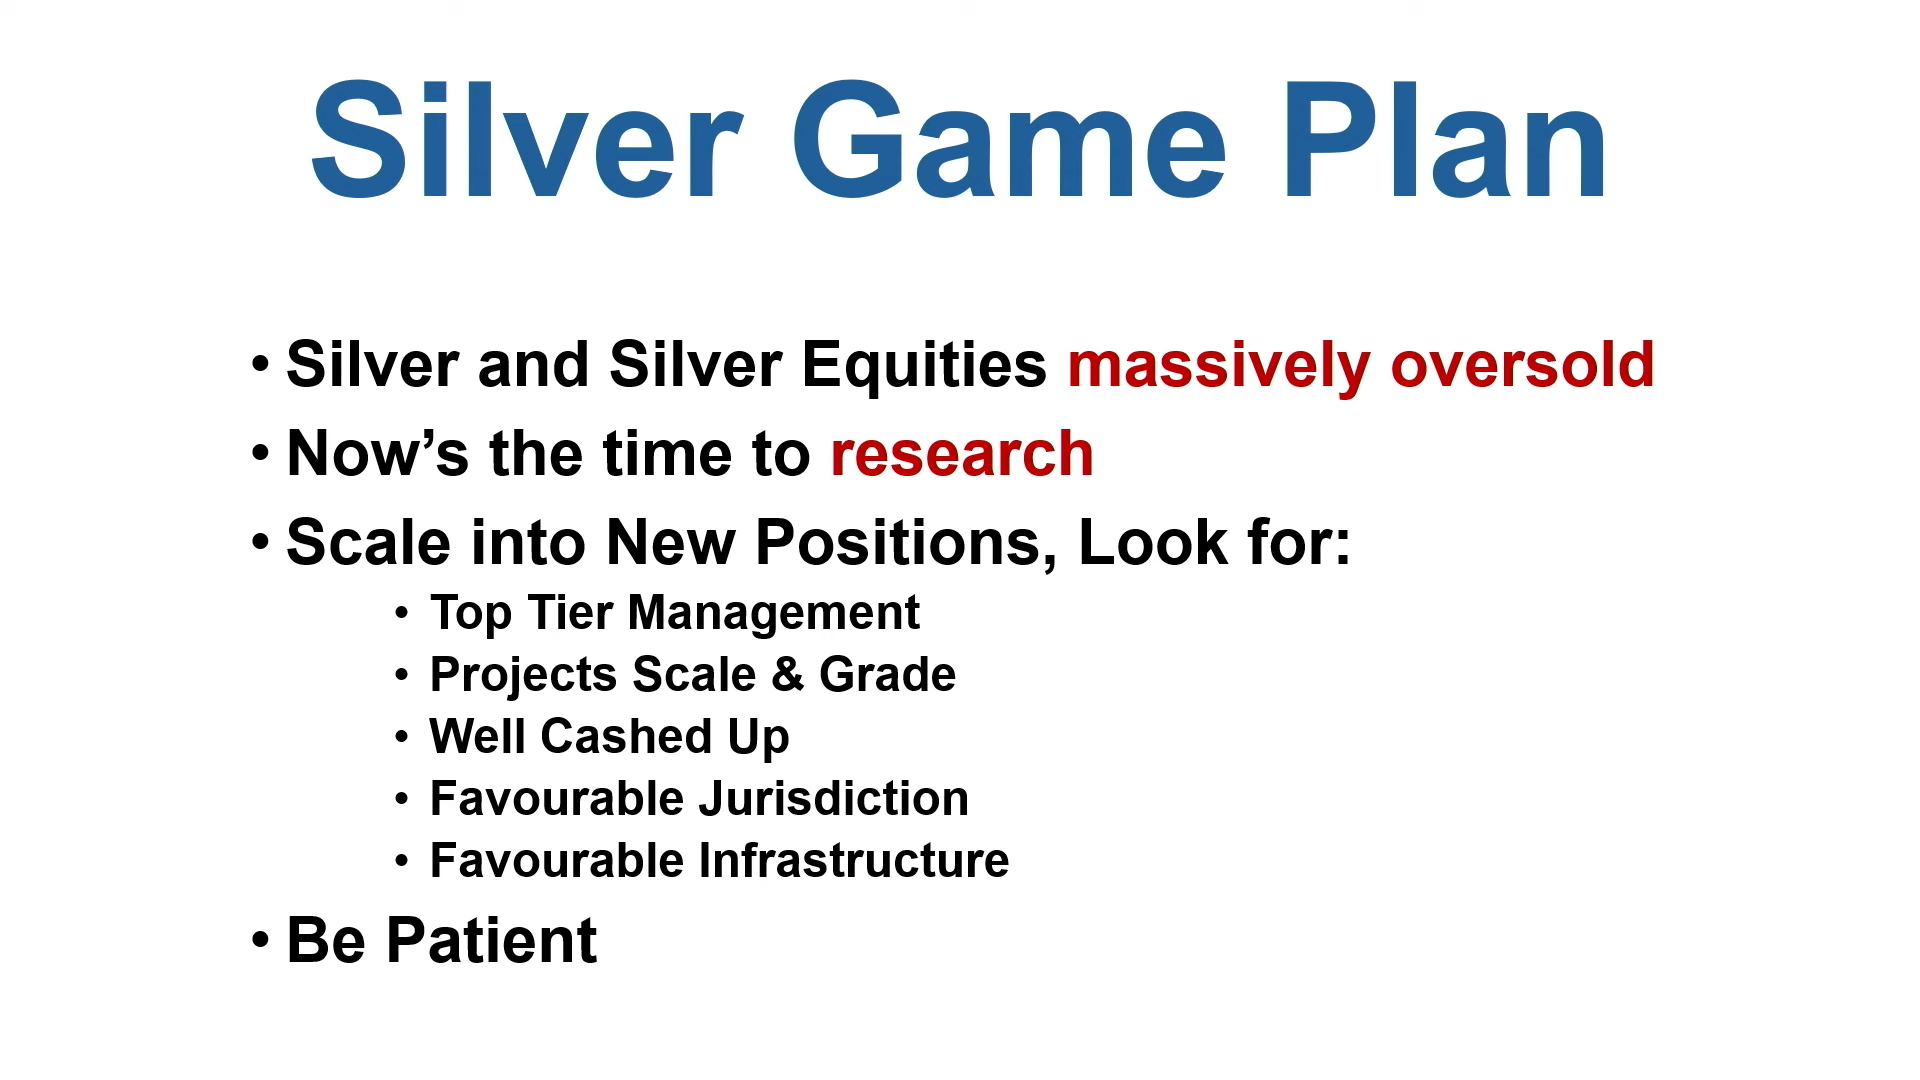 Silver Game Plan
• Silver and Silver Equities massively oversold
• Now’s the time to research
• Scale into New Positions, Look for:
• Top Tier Management
• Projects Scale & Grade
• Well Cashed Up
• Favourable Jurisdiction
• Favourable Infrastructure
• Be Patient